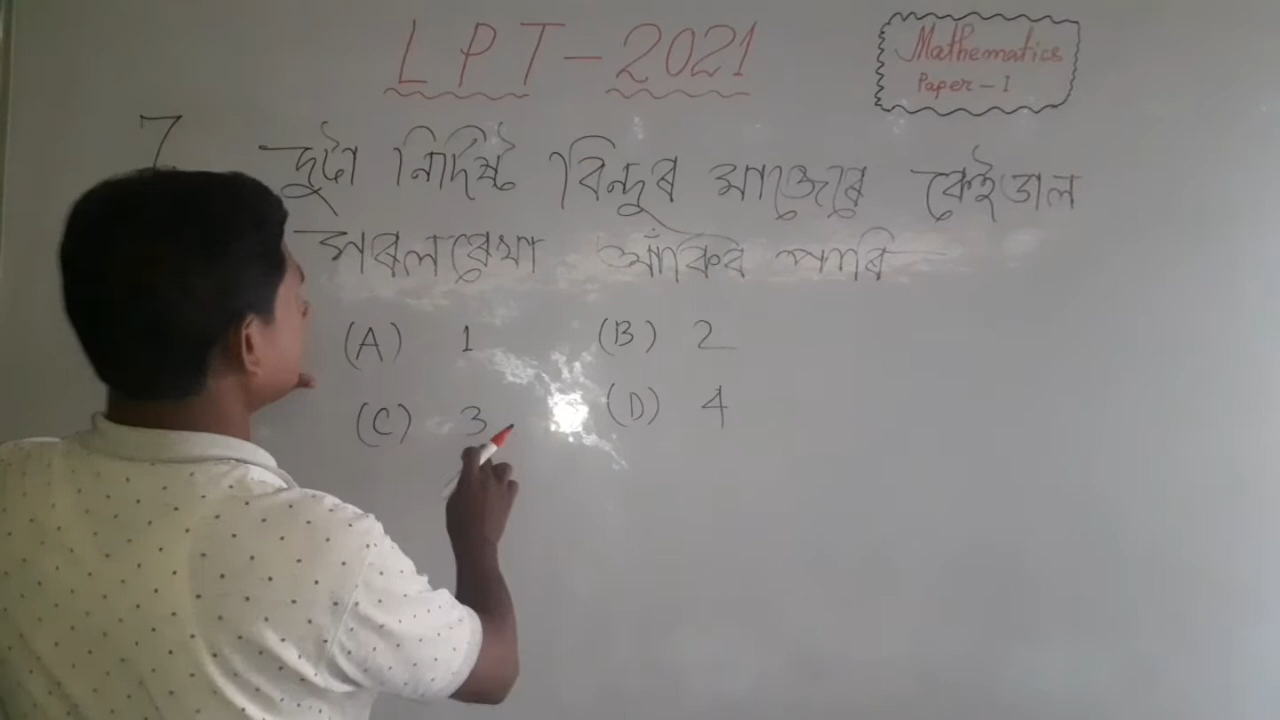 LPT-2021
Mathematics
Paper-1
7
দুটা নিৰ্দিষ্ট বিন্দুৰ মাজেৰে কেইডাল
সৰলৰেখা আঁকিব পাৰি
(A) 1 (B) 2
(C) 3 (D) 4